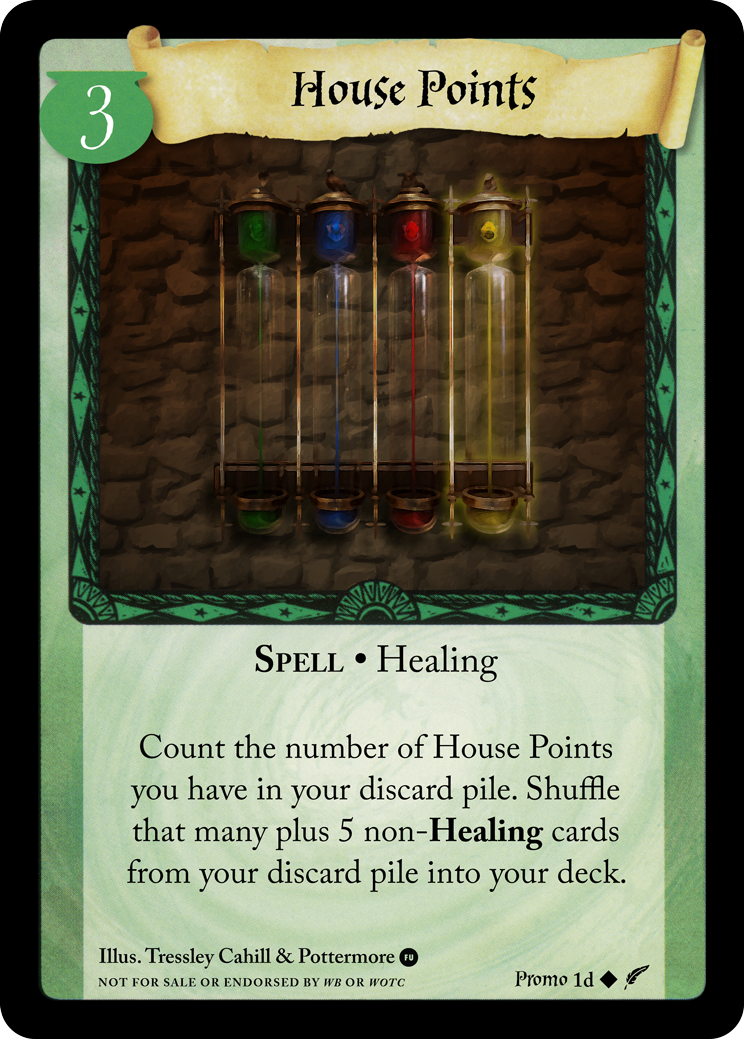 House Points
3
SPELL • Healing
Count the number of House Points
you have in your discard pile. Shuffle
that many plus 5 non-Healing cards
from your discard pile into your deck.
Illus. Tressley Cahill & Pottermore FU
NOT FOR SALE OR ENDORSED BY WB OR WOTC
Promo 1d